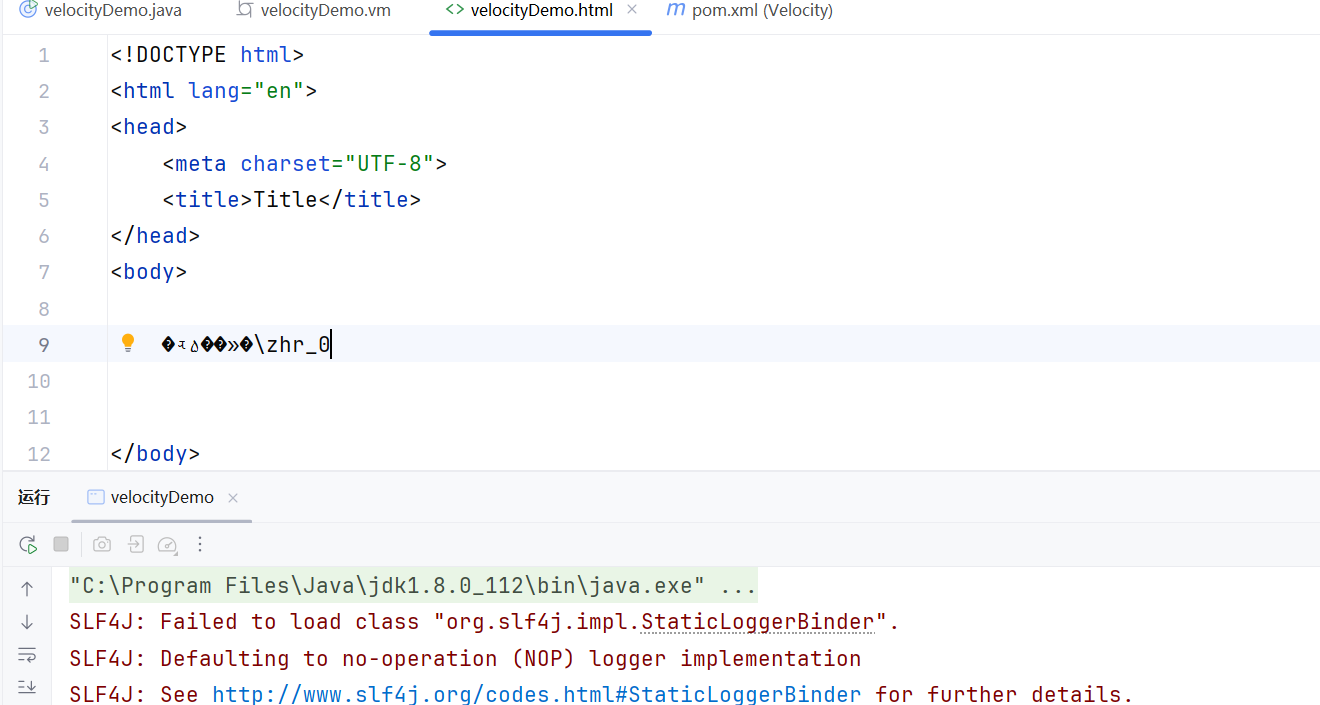 velocityDemo.java velocityDemo.vm velocityDemo.html pom.xml (Velocity)
1 <!DOCTYPE html>
2 <html lang="en">
3 <head>
4 <meta charset="UTF-8">
5 <title>Title</title>
6 </head>
7 <body>
8
9 \zhr_0
10
11
12 </body>
运行 velocityDemo
"C:\Program Files\Java\jdk1.8.0_112\bin\java.exe" ...
SLF4J: Failed to load class "org.slf4j.impl.StaticLoggerBinder".
SLF4J: Defaulting to no-operation (NOP) logger implementation
SLF4J: See http://www.slf4j.org/codes.html#StaticLoggerBinder for further details.